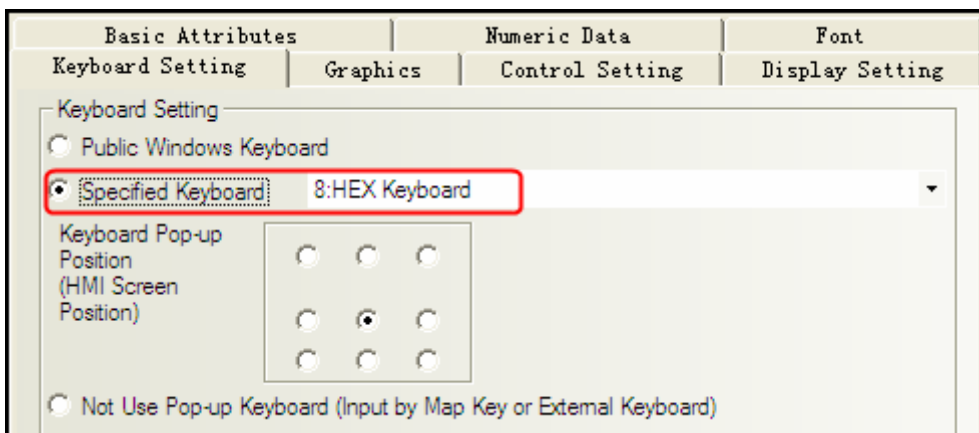 Basic Attributes Numeric Data Font
Keyboard Setting Graphics Control Setting Display Setting
Keyboard Setting
Public Windows Keyboard
Specified Keyboard 8:HEX Keyboard
Keyboard Pop-up
Position
(HMI Screen
Position)
Not Use Pop-up Keyboard (Input by Map Key or External Keyboard)